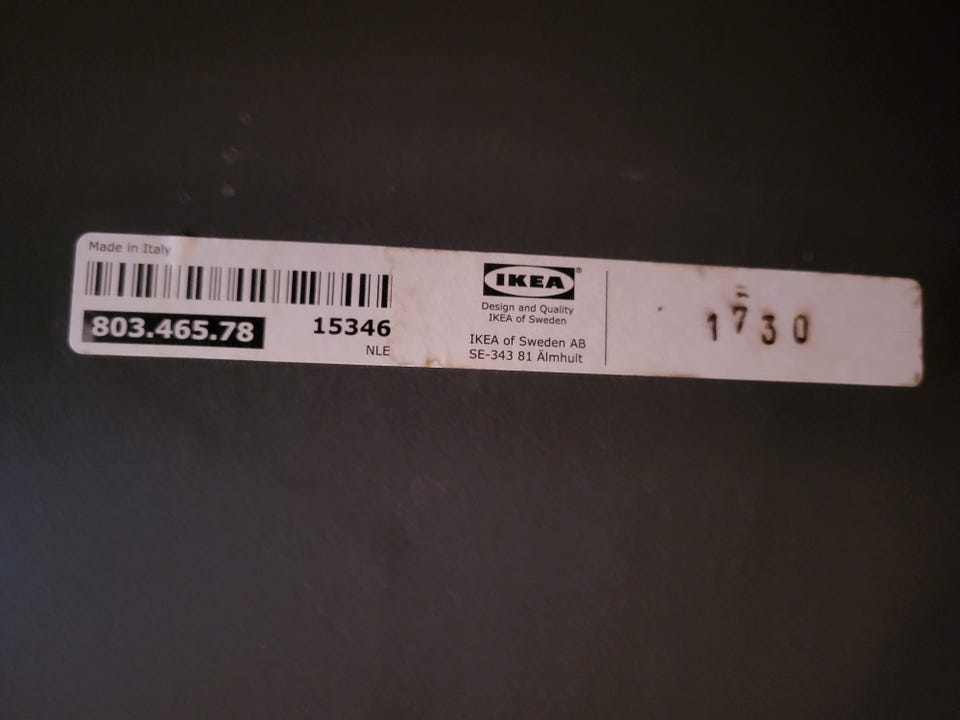 Made in Italy
803.465.78
15346
NLE
IKEA®
Design and Quality
IKEA of Sweden
IKEA of Sweden AB
SE-343 81 Älmhult
1730